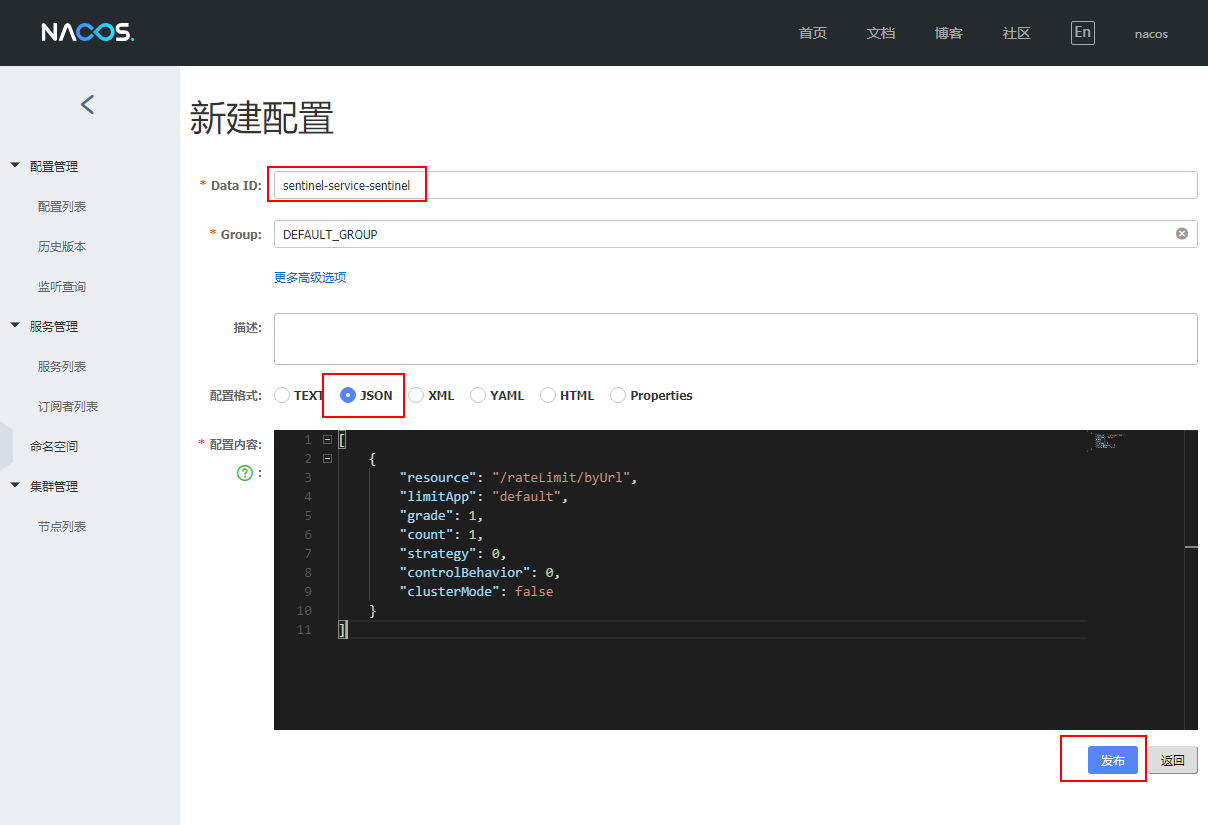 NACOS.
首页 文档 博客 社区 En nacos
新建配置
配置管理
配置列表
历史版本
监听查询
服务管理
服务列表
订阅者列表
命名空间
集群管理
节点列表
* Data ID: sentinel-service-sentinel
* Group: DEFAULT_GROUP
更多高级选项
描述:
配置格式: TEXT JSON XML YAML HTML Properties
* 配置内容:
? :
1 [
2 {
3 "resource": "/rateLimit/byUrl",
4 "limitApp": "default",
5 "grade": 1,
6 "count": 1,
7 "strategy": 0,
8 "controlBehavior": 0,
9 "clusterMode": false
10 }
11 ]
发布 返回